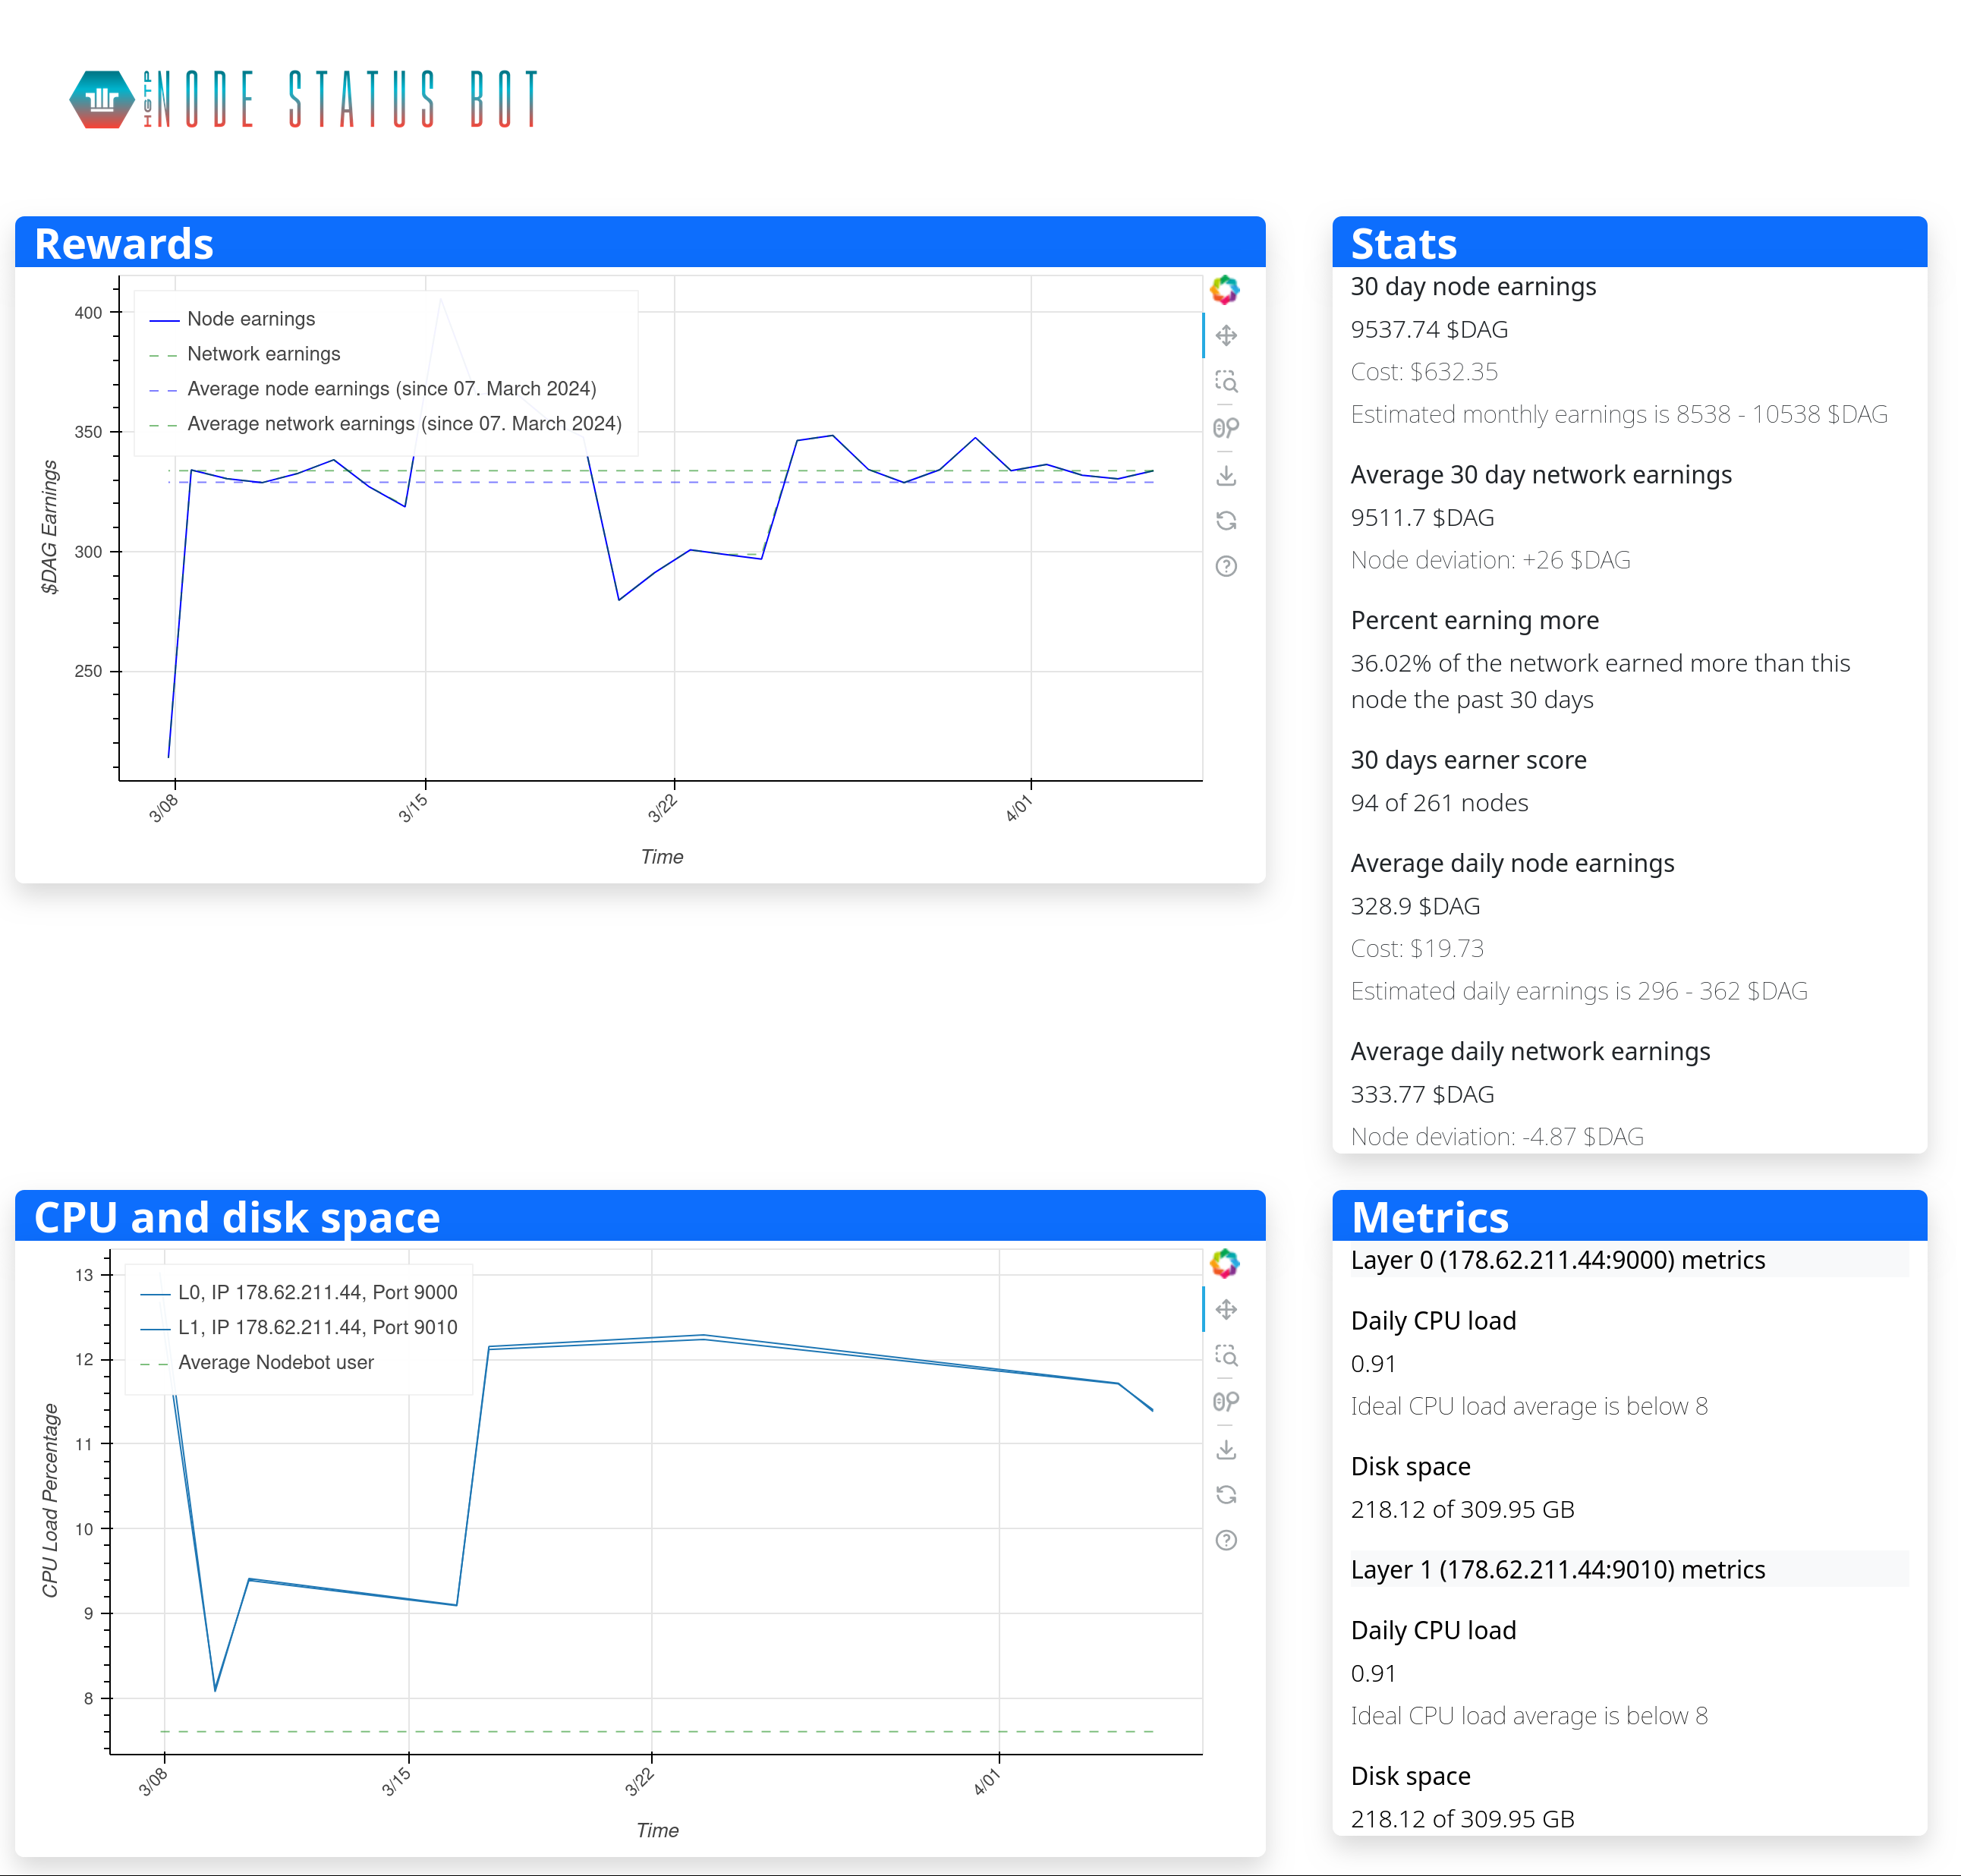 HGTP NODE STATUS BOT
Rewards
Node earnings
Network earnings
Average node earnings (since 07. March 2024)
Average network earnings (since 07. March 2024)
400
350
300
250
$DAG Earnings
3/08
3/15
3/22
4/01
Time
Stats
30 day node earnings
9537.74 $DAG
Cost: $632.35
Estimated monthly earnings is 8538 - 10538 $DAG
Average 30 day network earnings
9511.7 $DAG
Node deviation: +26 $DAG
Percent earning more
36.02% of the network earned more than this
node the past 30 days
30 days earner score
94 of 261 nodes
Average daily node earnings
328.9 $DAG
Cost: $19.73
Estimated daily earnings is 296 - 362 $DAG
Average daily network earnings
333.77 $DAG
Node deviation: -4.87 $DAG
CPU and disk space
L0, IP 178.62.211.44, Port 9000
L1, IP 178.62.211.44, Port 9010
Average Nodebot user
13
12
11
10
9
8
CPU Load Percentage
3/08
3/15
3/22
4/01
Time
Metrics
Layer 0 (178.62.211.44:9000) metrics
Daily CPU load
0.91
Ideal CPU load average is below 8
Disk space
218.12 of 309.95 GB
Layer 1 (178.62.211.44:9010) metrics
Daily CPU load
0.91
Ideal CPU load average is below 8
Disk space
218.12 of 309.95 GB